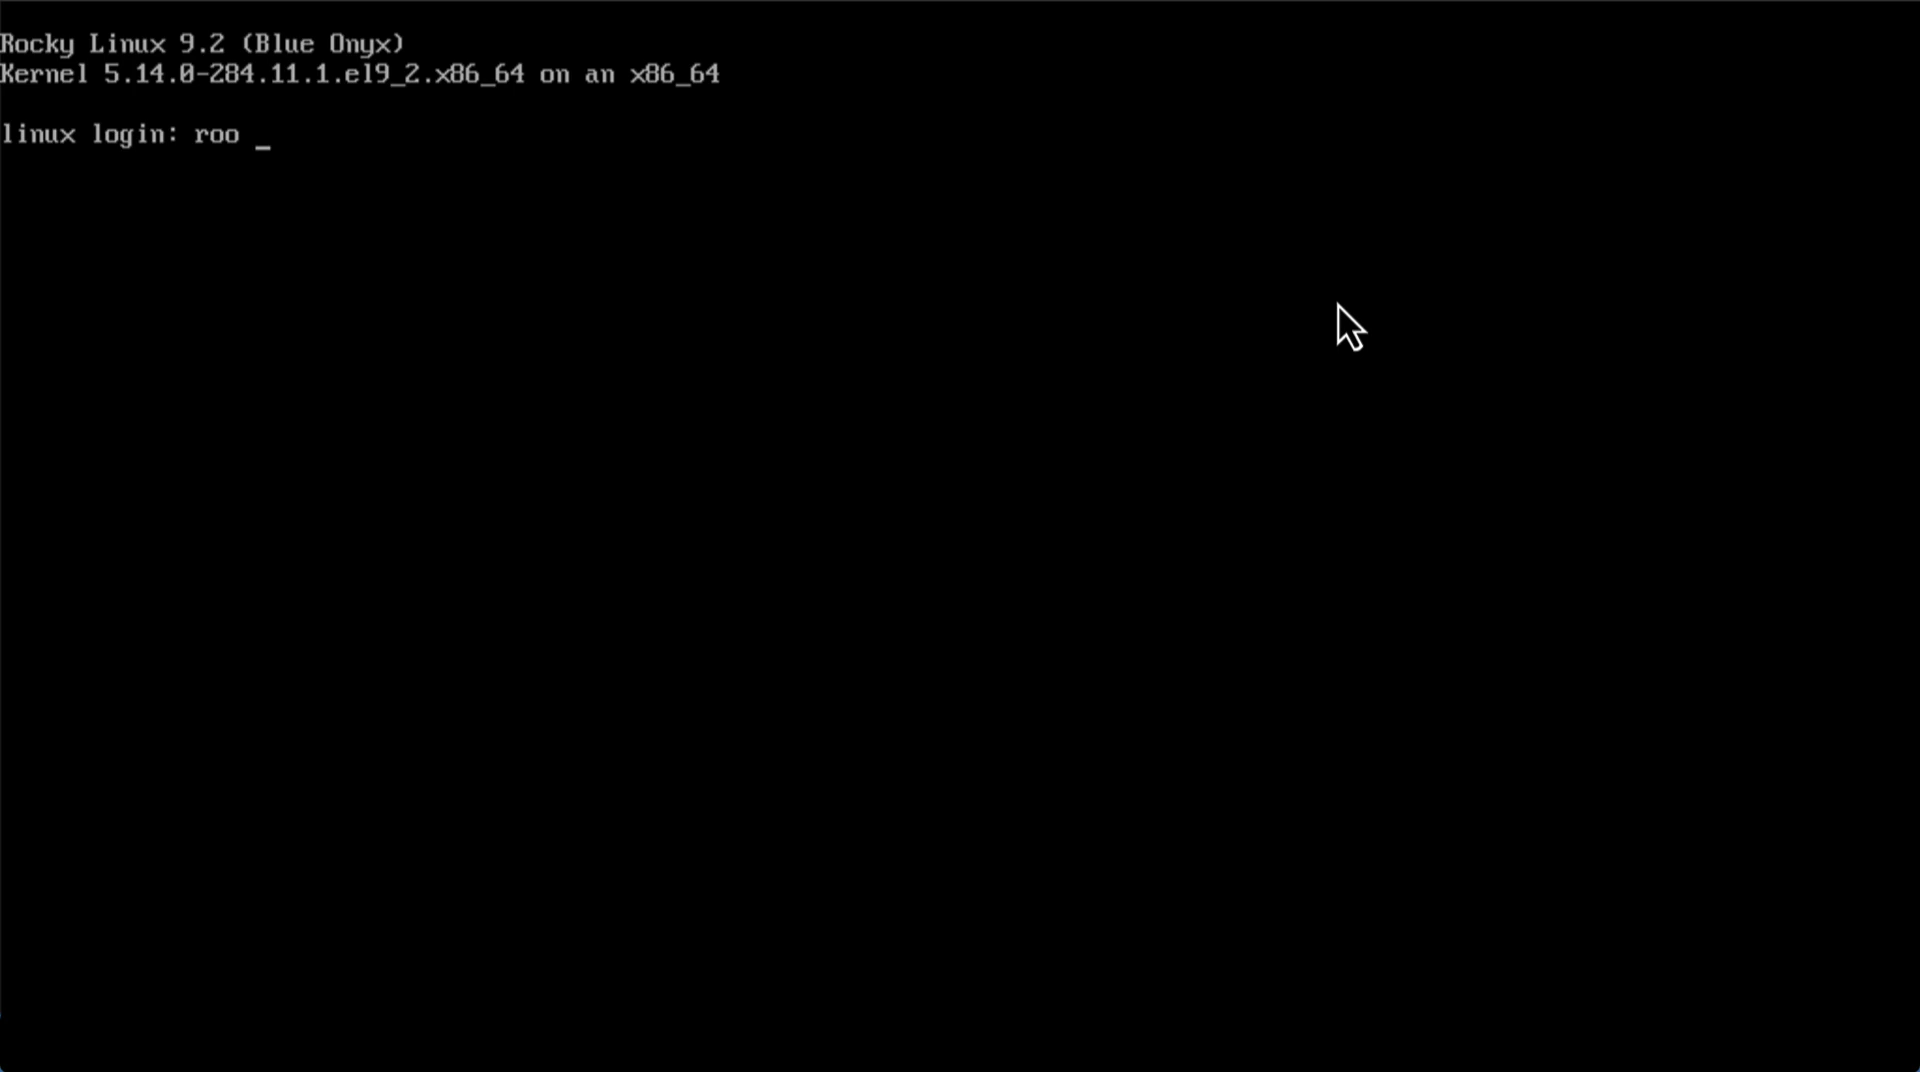 Rocky Linux 9.2 (Blue Onyx)
Kernel 5.14.0-284.11.1.el9_2.x86_64 on an x86_64
linux login: roo _